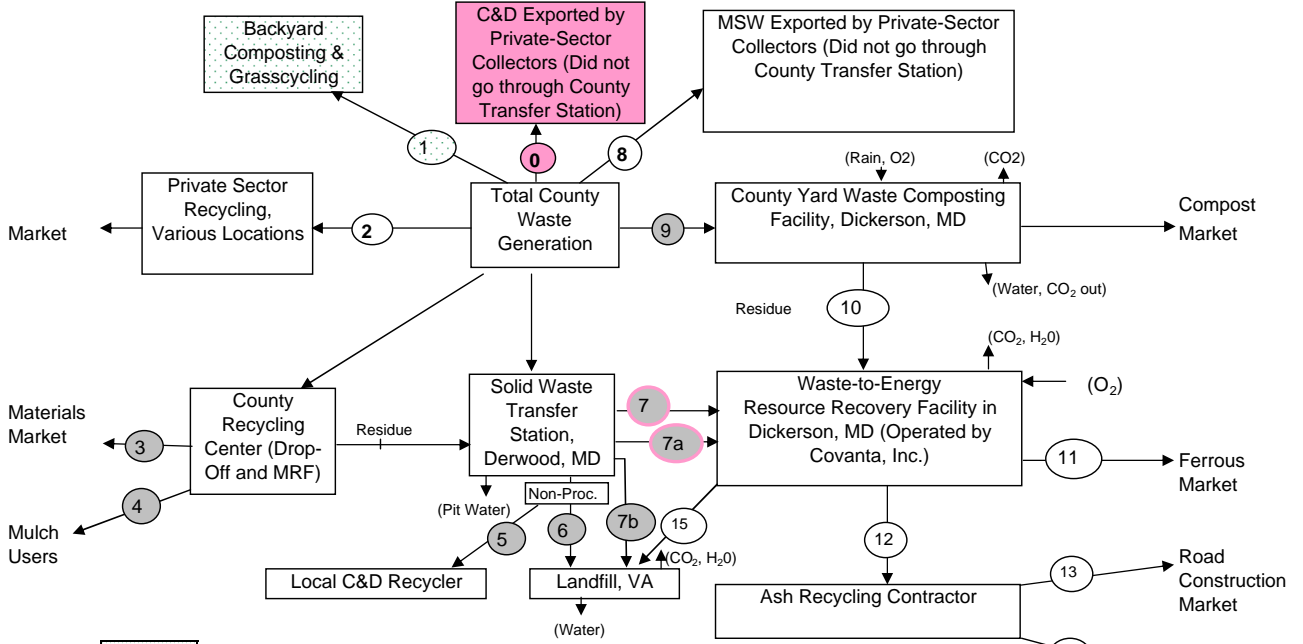 Backyard
Composting &
Grasscycling
C&D Exported by
Private-Sector
Collectors (Did not
go through County
Transfer Station)
MSW Exported by Private-Sector
Collectors (Did not go through
County Transfer Station)
1
0
8
(Rain, O2)
(CO2)
Private Sector
Recycling,
Various Locations
Total County
Waste
Generation
County Yard Waste Composting
Facility, Dickerson, MD
Market
2
9
Compost
Market
(Water, CO2 out)
Residue
10
(CO2, H20)
County
Recycling
Center (Drop-
Off and MRF)
Solid Waste
Transfer
Station,
Derwood, MD
Waste-to-Energy
Resource Recovery Facility in
Dickerson, MD (Operated by
Covanta, Inc.)
(O2)
Materials
Market
3
Residue
7
7a
11
Ferrous
Market
4
Mulch
Users
(Pit Water)
Non-Proc.
5
6
7b
15
12
(CO2, H20)
Local C&D Recycler
Landfill, VA
Ash Recycling Contractor
13
Road
Construction
Market
(Water)